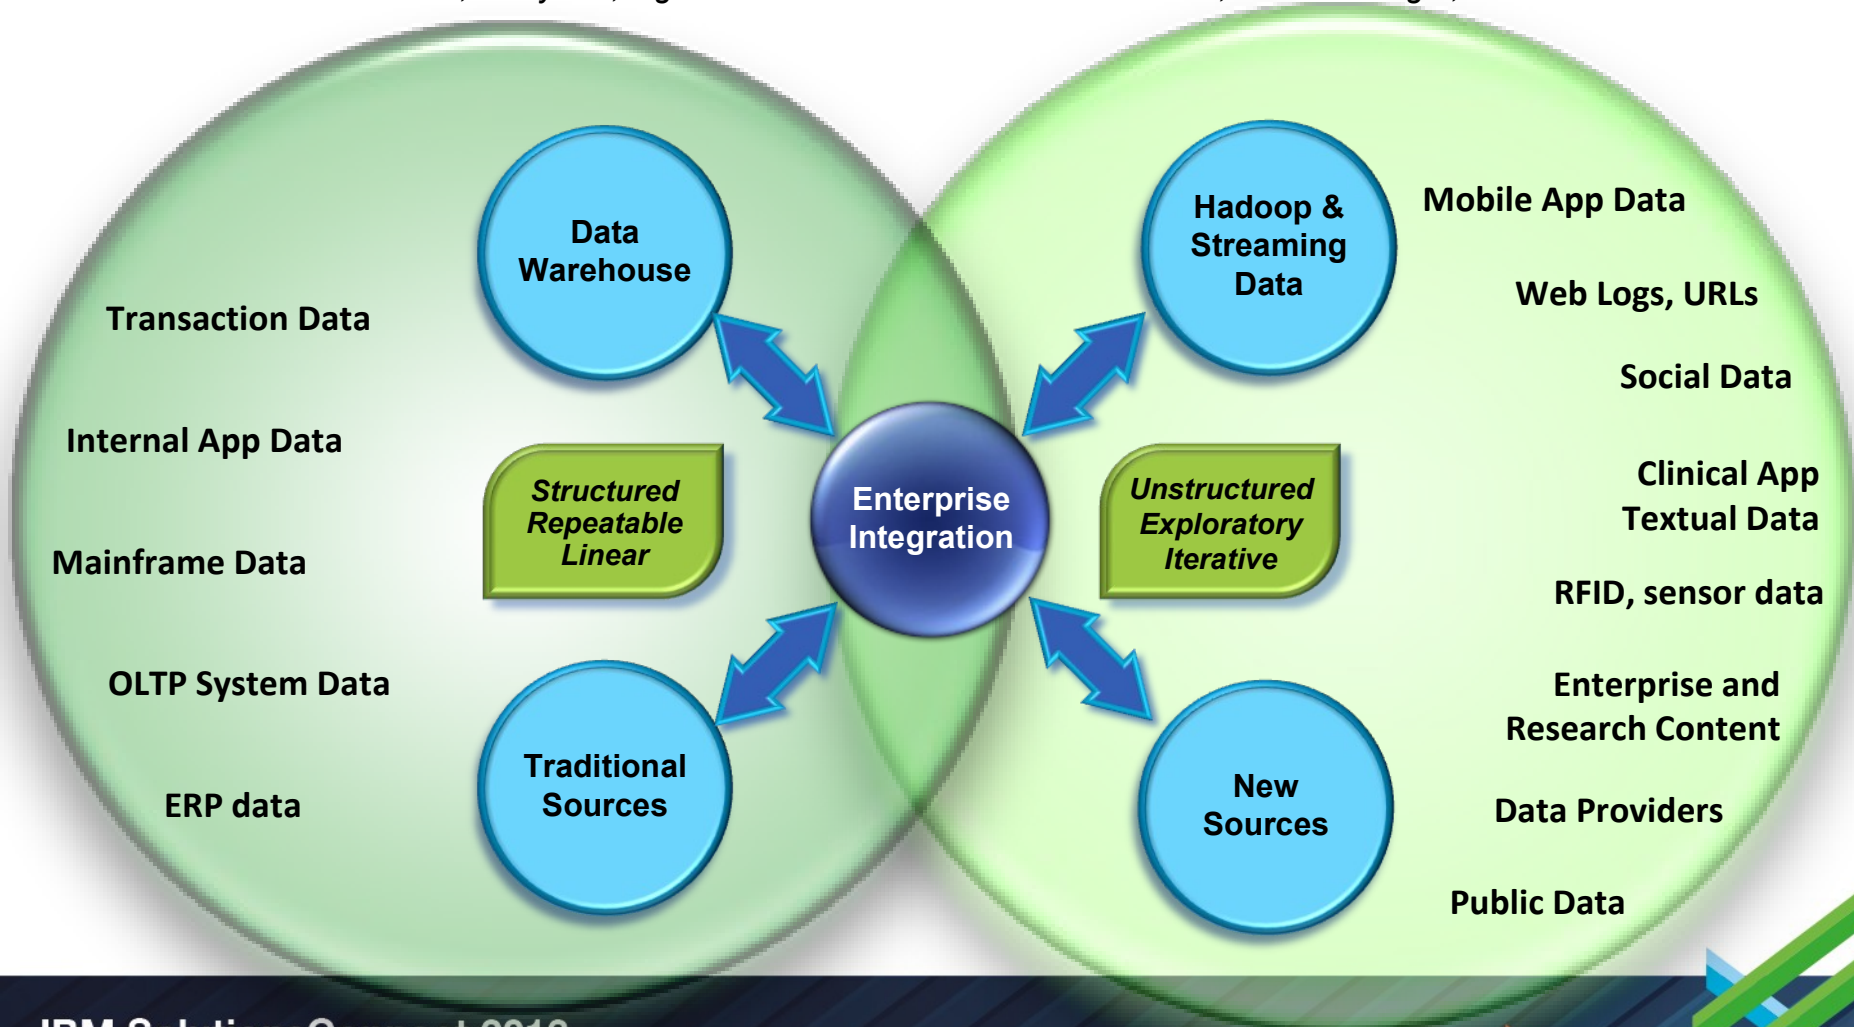 Transaction Data
Internal App Data
Mainframe Data
OLTP System Data
ERP data
Data
Warehouse
Structured
Repeatable
Linear
Traditional
Sources
Enterprise
Integration
Hadoop &
Streaming
Data
Unstructured
Exploratory
Iterative
New
Sources
Mobile App Data
Web Logs, URLs
Social Data
Clinical App
Textual Data
RFID, sensor data
Enterprise and
Research Content
Data Providers
Public Data